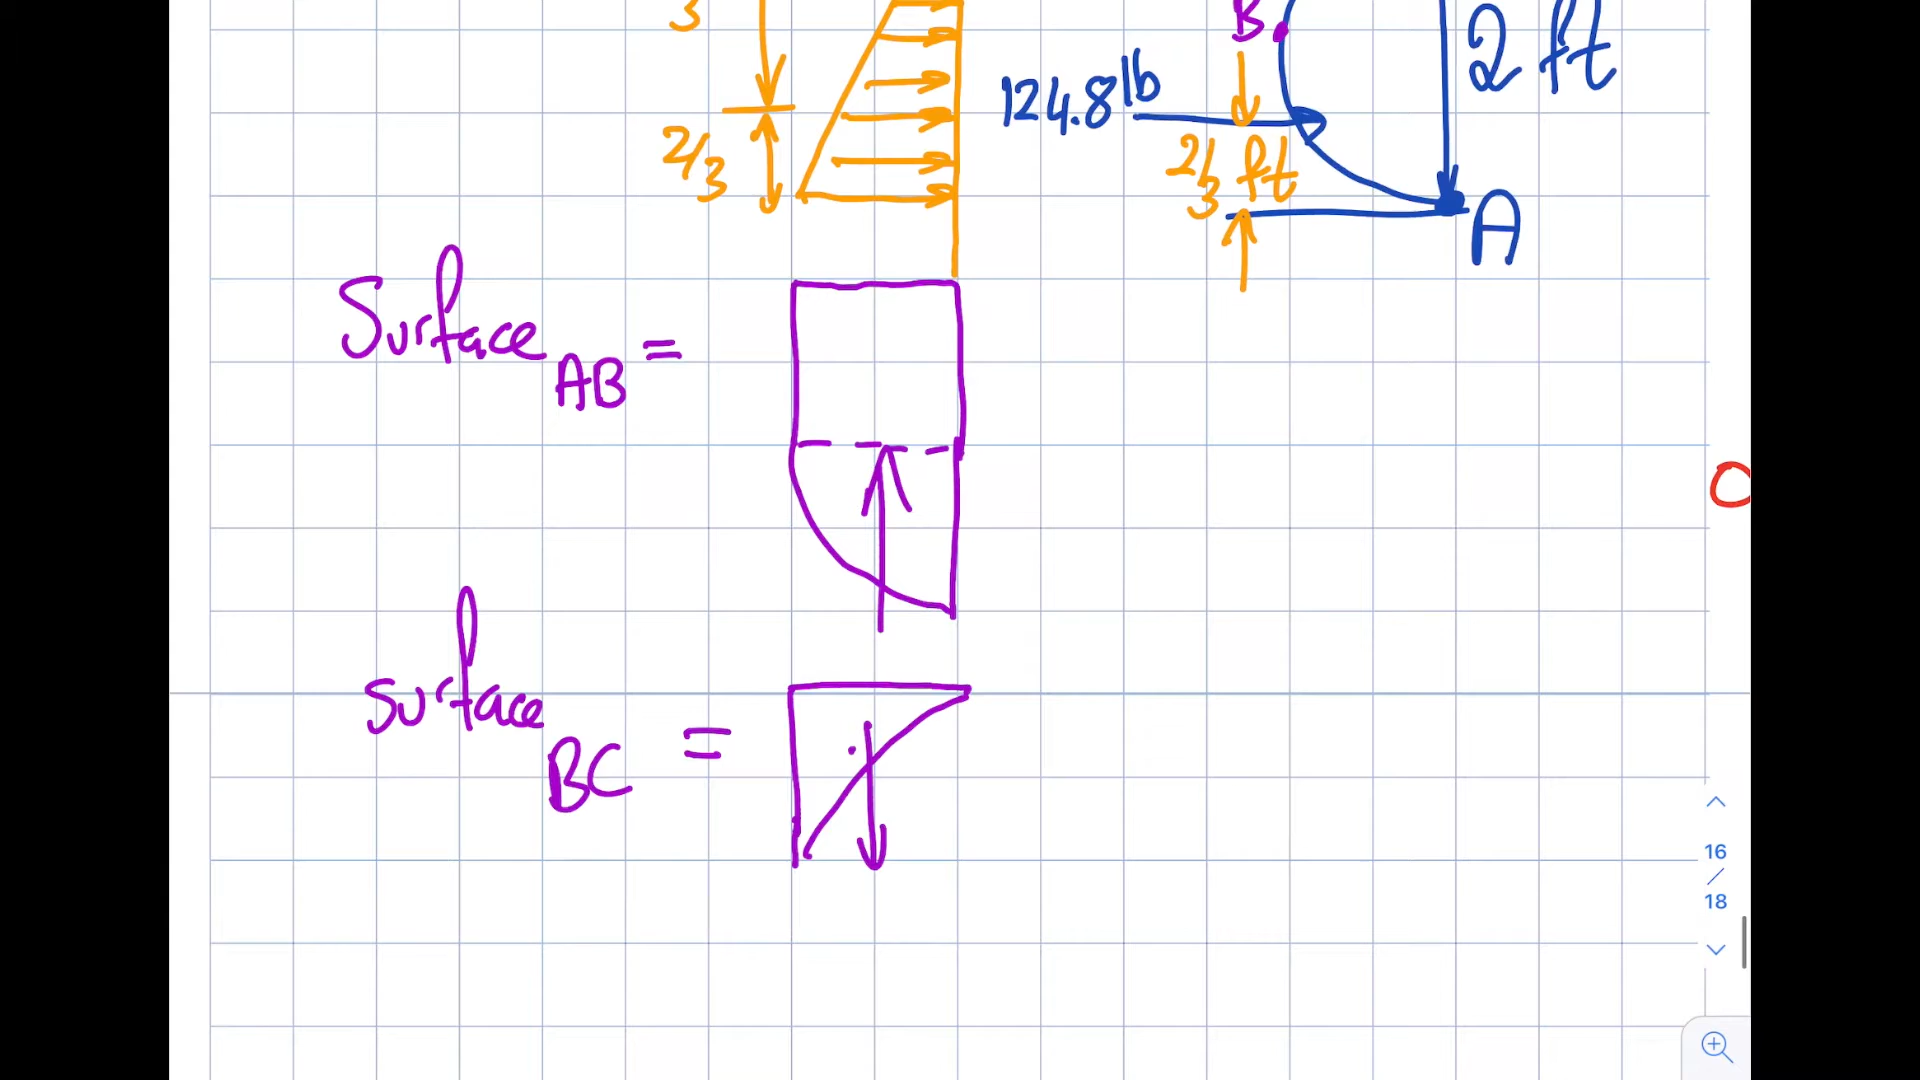 3
B
2 ft
124.8 lb
2/3
2/3 ft
A
Surface AB =
surface BC =
16
/
18